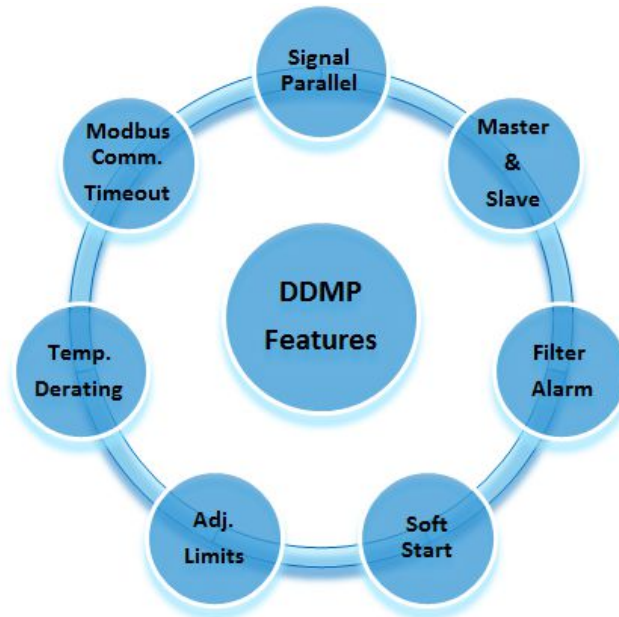 Signal
Parallel
Master
&
Slave
Filter
Alarm
Soft
Start
Adj.
Limits
Temp.
Derating
Modbus
Comm.
Timeout
DDMP
Features